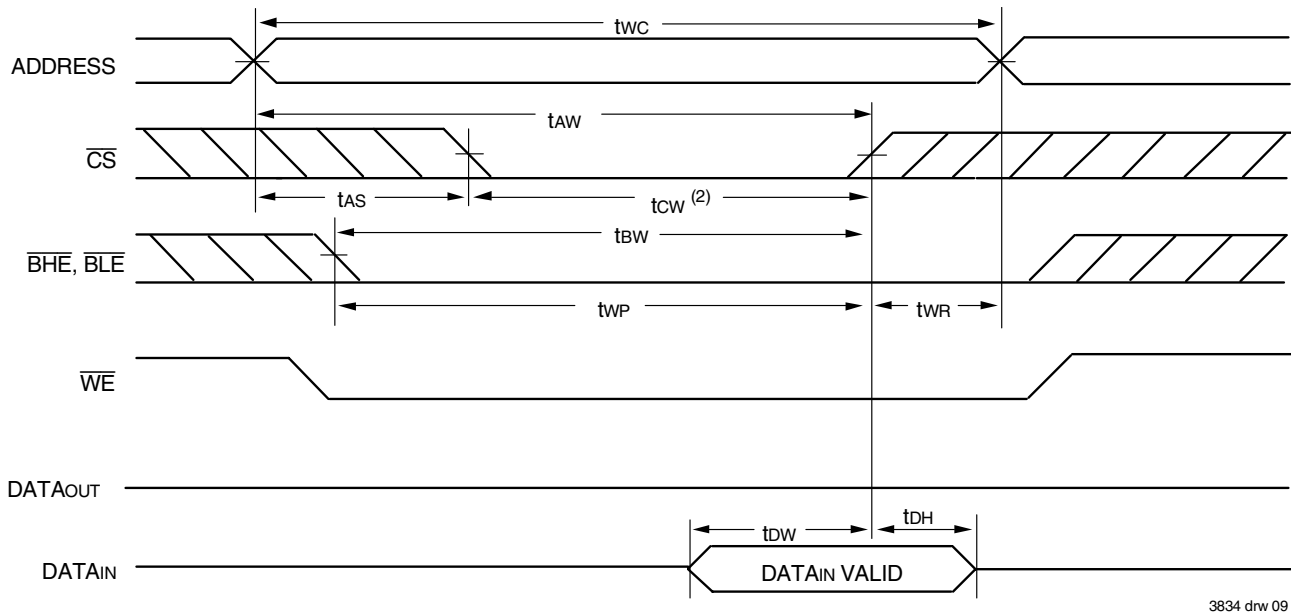 tWC
ADDRESS
tAW
CS
tAS
tCW (2)
tBW
BHE, BLE
tWP
tWR
WE
DATAOUT
tDW
tDH
DATAIN
DATAIN VALID
3834 drw 09